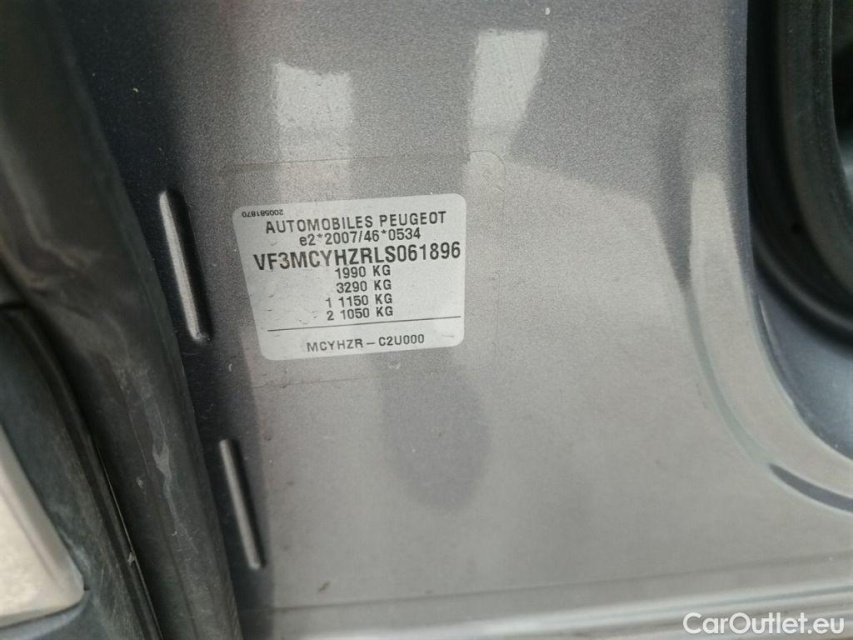 200581870
AUTOMOBILES PEUGEOT
e2*2007/46*0534
VF3MCYHZRLS061896
1990 KG
3290 KG
1 1150 KG
2 1050 KG
MCYHZR - C2U000
CarOutlet.eu